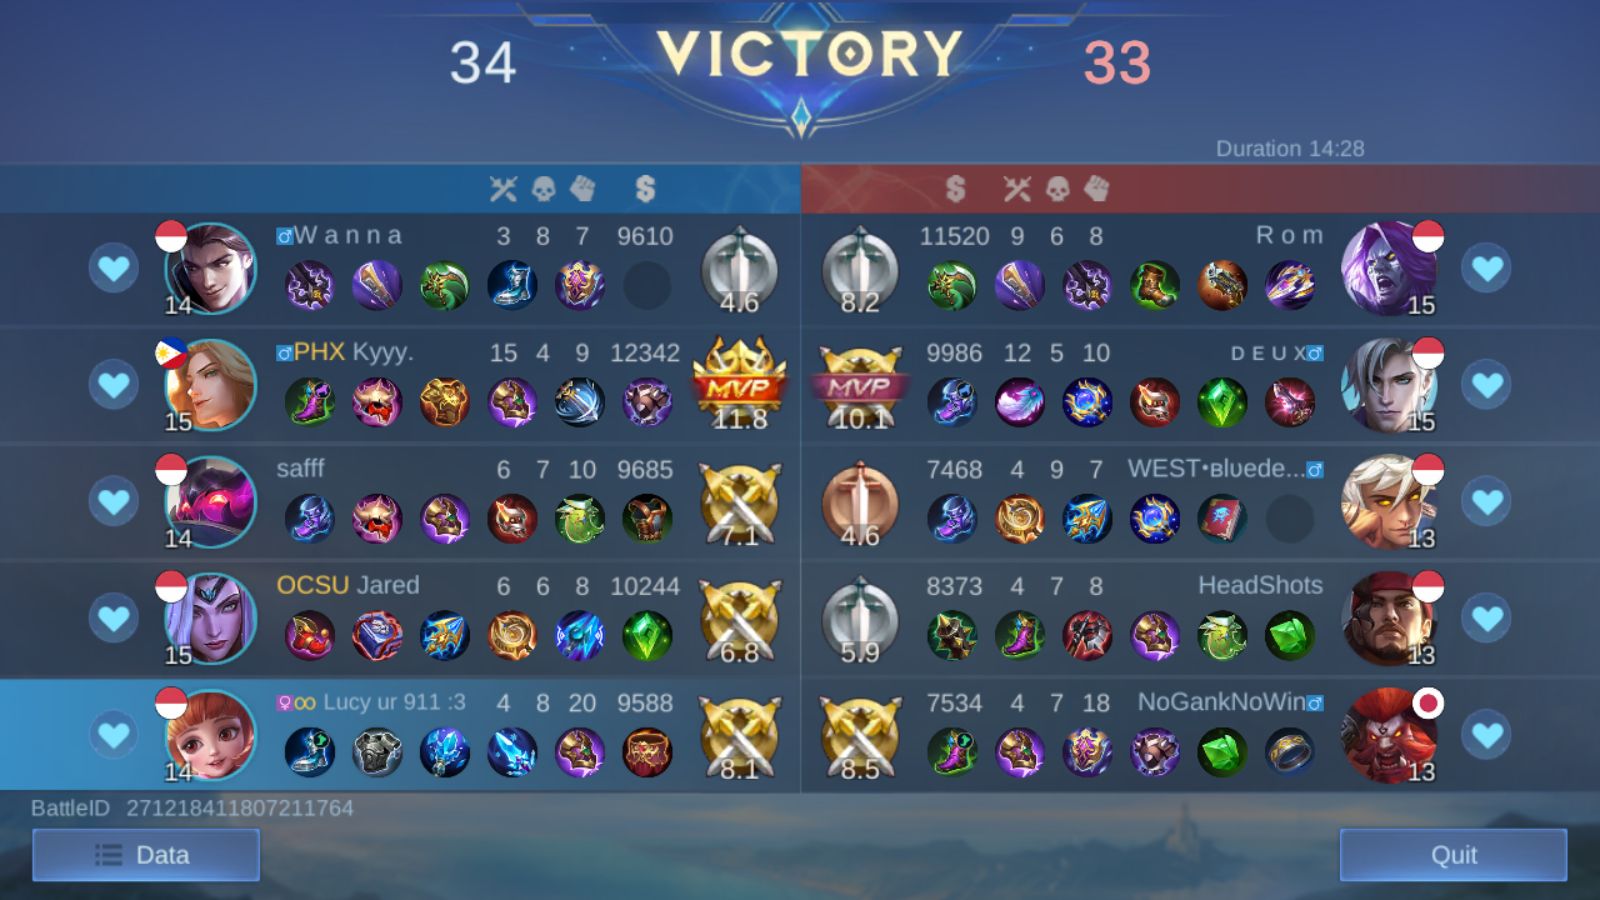 34 VICTORY 33
Duration 14:28
W a n n a 3 8 7 9610
14 4.6
11520 9 6 8 R o m
8.2 15
PHX Kyyy. 15 4 9 12342
15 MVP 11.8
9986 12 5 10 D E U X
MVP 10.1 15
safff 6 7 10 9685
14 7.1
7468 4 9 7 WEST•вlυede...
4.6 13
OCSU Jared 6 6 8 10244
15 6.8
8373 4 7 8 HeadShots
5.9 13
∞ Lucy ur 911 :3 4 8 20 9588
14 8.1
7534 4 7 18 NoGankNoWin
8.5 13
BattleID 271218411807211764
Data
Quit